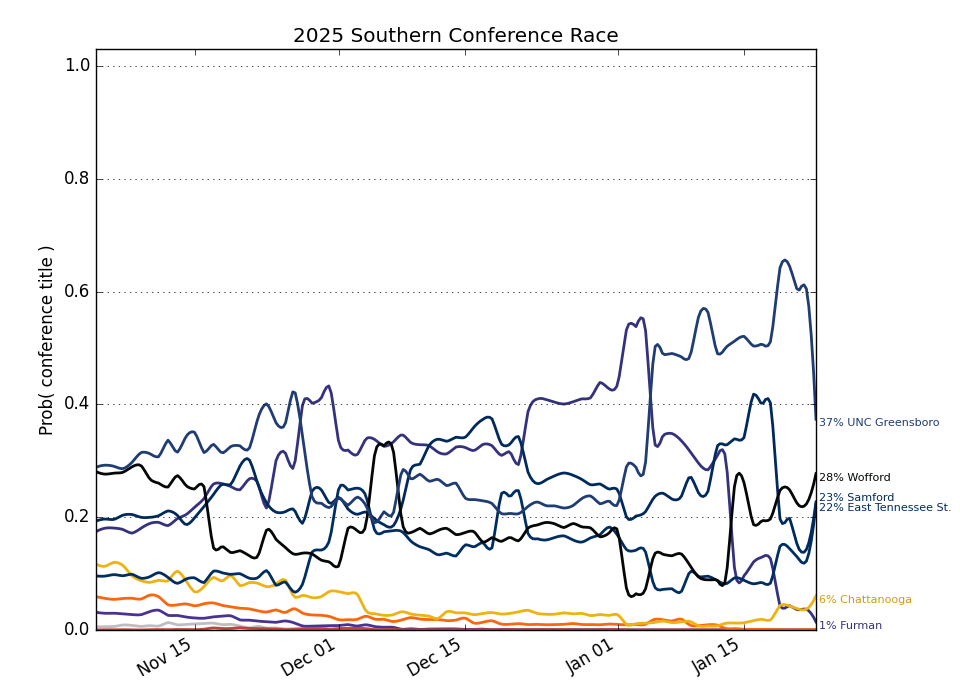 2025 Southern Conference Race
Prob( conference title )
1.0
0.8
0.6
0.4
0.2
0.0
Nov 15
Dec 01
Dec 15
Jan 01
Jan 15
37% UNC Greensboro
28% Wofford
23% Samford
22% East Tennessee St.
6% Chattanooga
1% Furman